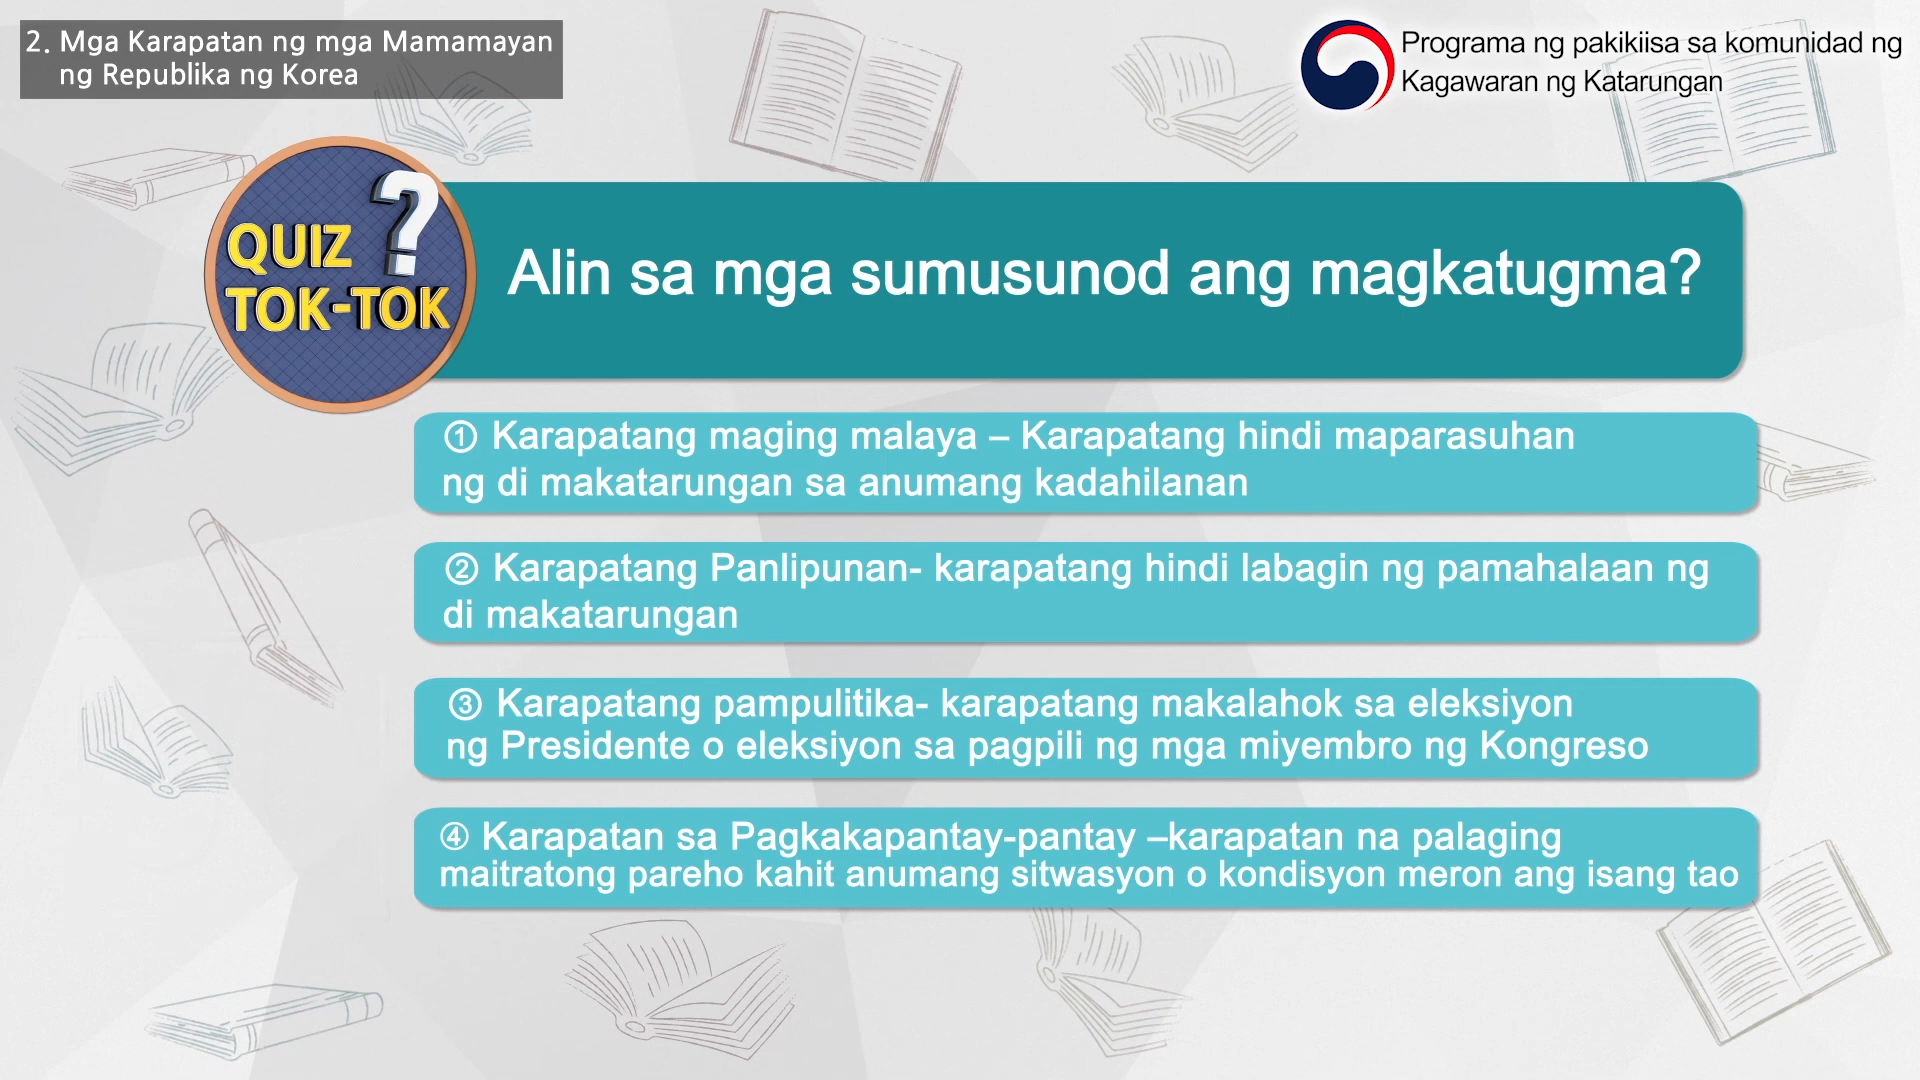 2. Mga Karapatan ng mga Mamamayan
ng Republika ng Korea
Programa ng pakikiisa sa komunidad ng
Kagawaran ng Katarungan
QUIZ ?
TOK-TOK
Alin sa mga sumusunod ang magkatugma?
① Karapatang maging malaya – Karapatang hindi maparasuhan
ng di makatarungan sa anumang kadahilanan
② Karapatang Panlipunan- karapatang hindi labagin ng pamahalaan ng
di makatarungan
③ Karapatang pampulitika- karapatang makalahok sa eleksiyon
ng Presidente o eleksiyon sa pagpili ng mga miyembro ng Kongreso
④ Karapatan sa Pagkakapantay-pantay –karapatan na palaging
maitratong pareho kahit anumang sitwasyon o kondisyon meron ang isang tao